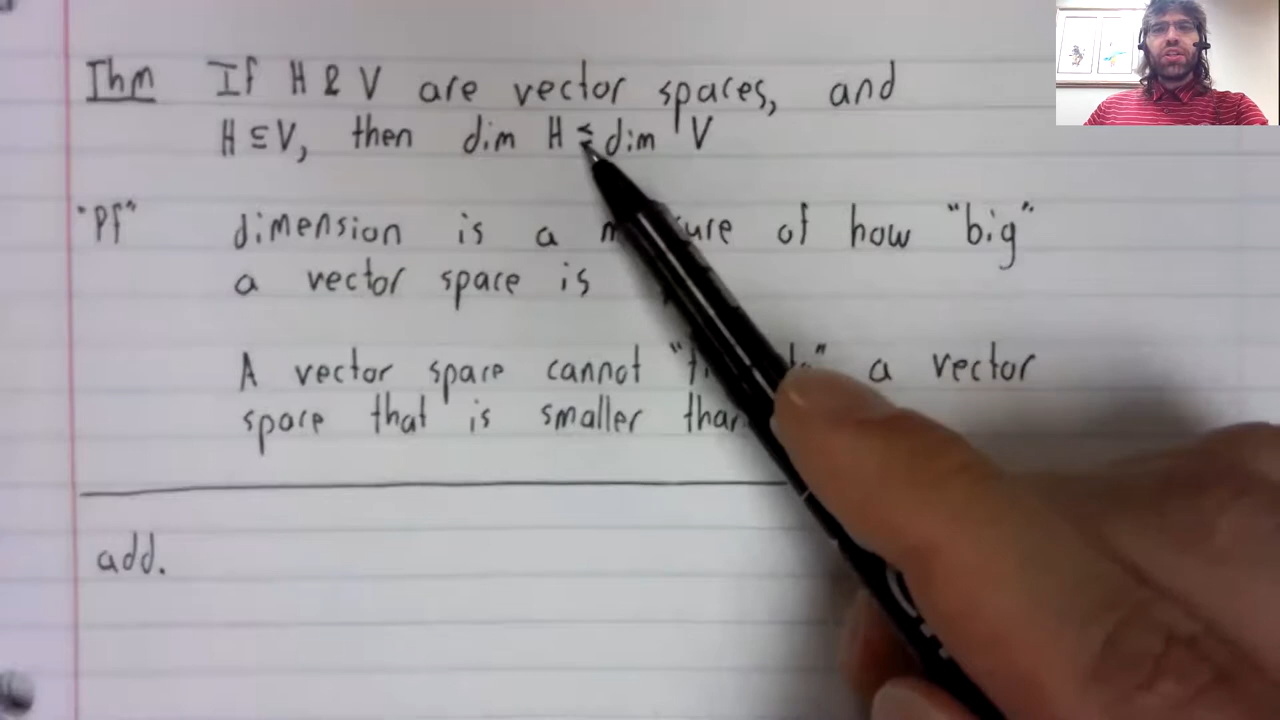 Thm If H & V are vector spaces, and
H ⊆ V, then dim H ≤ dim V
"Pf" dimension is a of how "big"
a vector space is
A vector space cannot a vector
space that is smaller than
add.